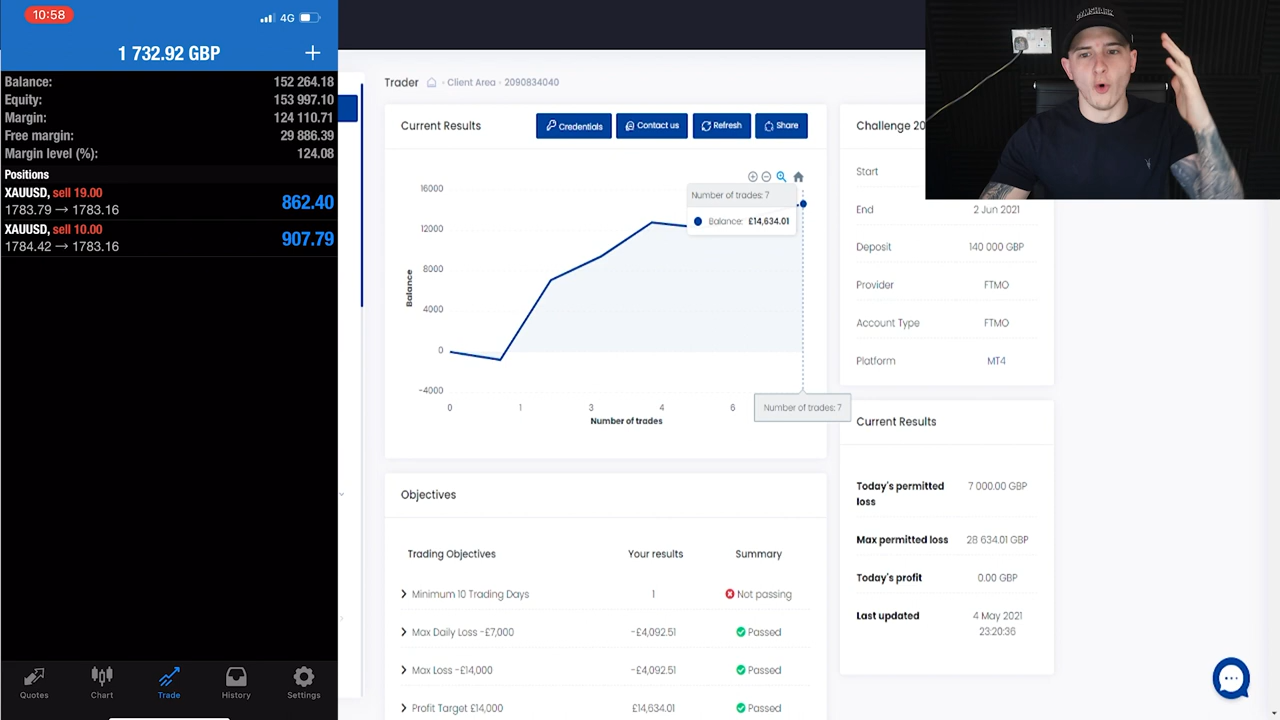 10:58
4G
1 732.92 GBP
Balance: 152 264.18
Equity: 153 997.10
Margin: 124 110.71
Free margin: 29 886.39
Margin level (%): 124.08
Positions
XAUUSD, sell 19.00
1783.79 → 1783.16
862.40
XAUUSD, sell 10.00
1784.42 → 1783.16
907.79
Quotes
Chart
Trade
History
Settings
Trader - Client Area - 2090834040
Current Results
Credentials
Contact us
Refresh
Share
16000
12000
8000
4000
0
-4000
Balance
Number of trades: 7
Balance: £14,634.01
0 1 3 4 6
Number of trades: 7
Number of trades
Objectives
Trading Objectives Your results Summary
Minimum 10 Trading Days 1 Not passing
Max Daily Loss -£7,000 -£4,092.51 Passed
Max Loss -£14,000 -£4,092.51 Passed
Profit Target £14,000 £14,634.01 Passed
Challenge 20
Start
End 2 Jun 2021
Deposit 140 000 GBP
Provider FTMO
Account Type FTMO
Platform MT4
Current Results
Today's permitted
loss
7 000.00 GBP
Max permitted loss 28 634.01 GBP
Today's profit 0.00 GBP
Last updated 4 May 2021
23:20:36
GYMSHARK